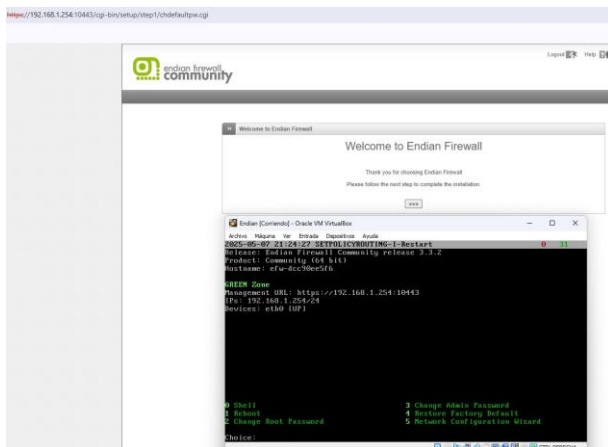 https://192.168.1.254:10443/cgi-bin/setup/step1/chdefaultpw.cgi
Logout Help
endian firewall
community
Welcome to Endian Firewall
Welcome to Endian Firewall
Thank you for choosing Endian Firewall
Please follow the next step to complete the installation
>>>
Endian [Corriendo] - Oracle VM VirtualBox
Archivo Máquina Ver Entrada Dispositivos Ayuda
2025-05-07 21:24:27 SETPOLICYROUTING-I-Restart 0 31
Release: Endian Firewall Community release 3.3.2
Product: Community (64 bit)
Hostname: efw-dcc90ee5f6
GREEN Zone
Management URL: https://192.168.1.254:10443
IPs: 192.168.1.254/24
Devices: eth0 [UP]
0 Shell 3 Change Admin Password
1 Reboot 4 Restore Factory Default
2 Change Root Password 5 Network Configuration Wizard
Choice: